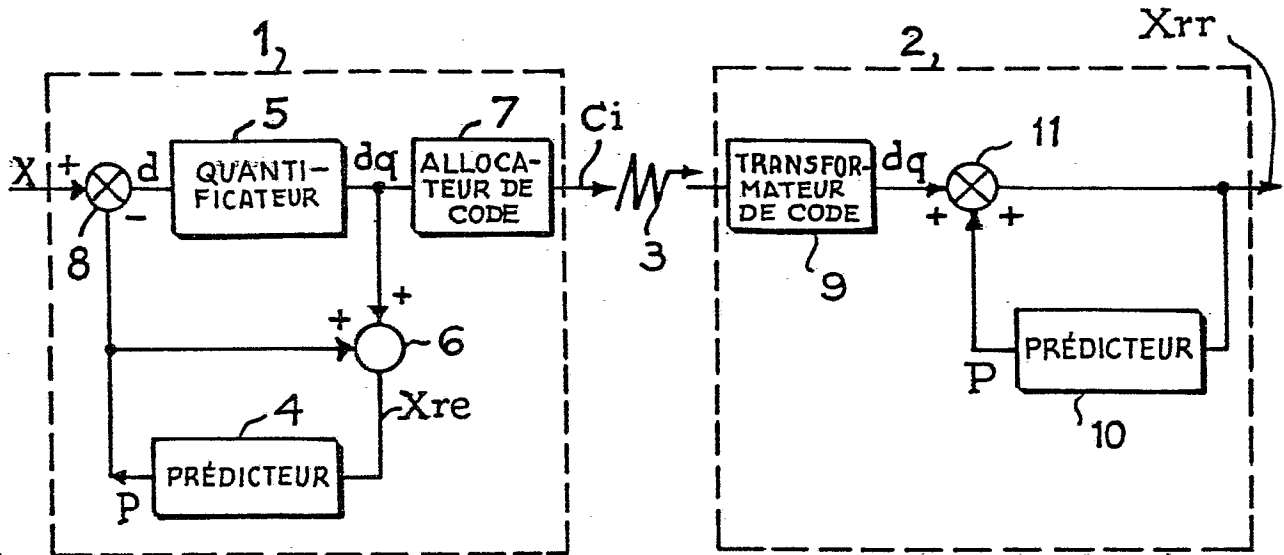 Xrr
1
2
5
7
Ci
11
X
+
d
QUANTI-
FICATEUR
dq
ALLOCA-
TEUR DE
CODE
TRANSFOR-
MATEUR
DE CODE
dq
-
8
3
9
+
+
+
+
6
PRÉDICTEUR
P
10
Xre
4
PRÉDICTEUR
P